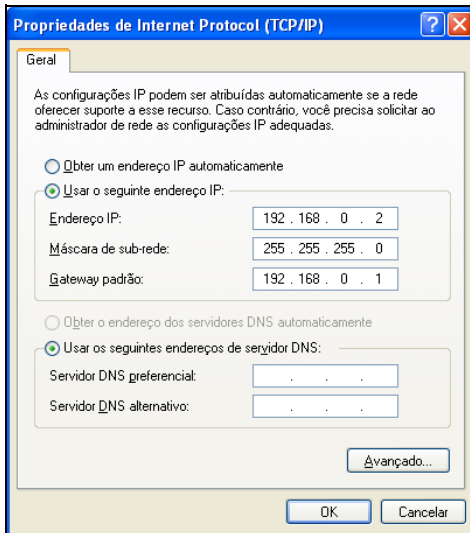 Propriedades de Internet Protocol (TCP/IP)
Geral
As configurações IP podem ser atribuídas automaticamente se a rede
oferecer suporte a esse recurso. Caso contrário, você precisa solicitar ao
administrador de rede as configurações IP adequadas.
Obter um endereço IP automaticamente
Usar o seguinte endereço IP:
Endereço IP: 192 . 168 . 0 . 2
Máscara de sub-rede: 255 . 255 . 255 . 0
Gateway padrão: 192 . 168 . 0 . 1
Obter o endereço dos servidores DNS automaticamente
Usar os seguintes endereços de servidor DNS:
Servidor DNS preferencial: . . .
Servidor DNS alternativo: . . .
Avançado...
OK Cancelar